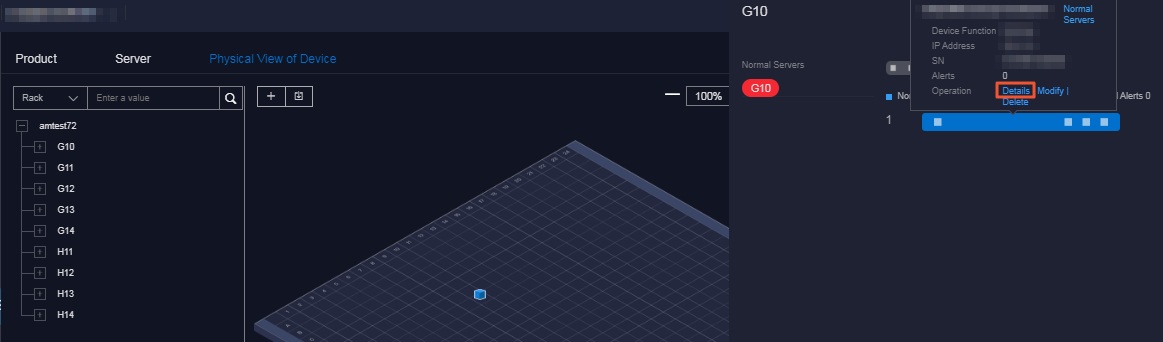 Product
Server
Physical View of Device
Rack
Enter a value
100%
amtest72
G10
G11
G12
G13
G14
H11
H12
H13
H14
G10
Normal Servers
G10
Normal
Servers
Device Function
IP Address
SN
Alerts 0
Operation Details Modify |
Delete
Alerts 0
1